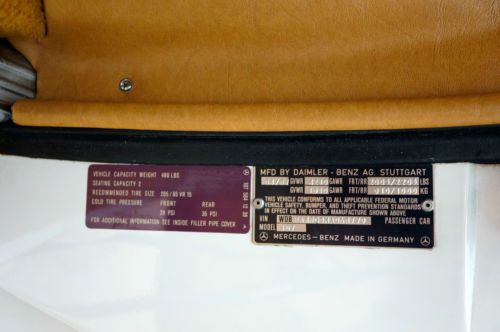 VEHICLE CAPACITY WEIGHT 480 LBS
SEATING CAPACITY 2
RECOMMENDED TIRE SIZE 205/65 VR 15
COLD TIRE PRESSURE FRONT REAR
PSI 35 PSI
FOR ADDITIONAL INFORMATION SEE INSIDE FILLER PIPE COVER
MFD BY DAIMLER-BENZ AG. STUTTGART
GVWR GAWR FRT/RR LBS
GVWR GAWR FRT/RR
THIS VEHICLE CONFORMS TO ALL APPLICABLE FEDERAL MOTOR
VEHICLE SAFETY, BUMPER, AND THEFT PREVENTION STANDARDS
IN EFFECT ON THE DATE OF MANUFACTURE SHOWN ABOVE
VIN WDB PASSENGER CAR
MODEL 107
MERCEDES-BENZ MADE IN GERMANY